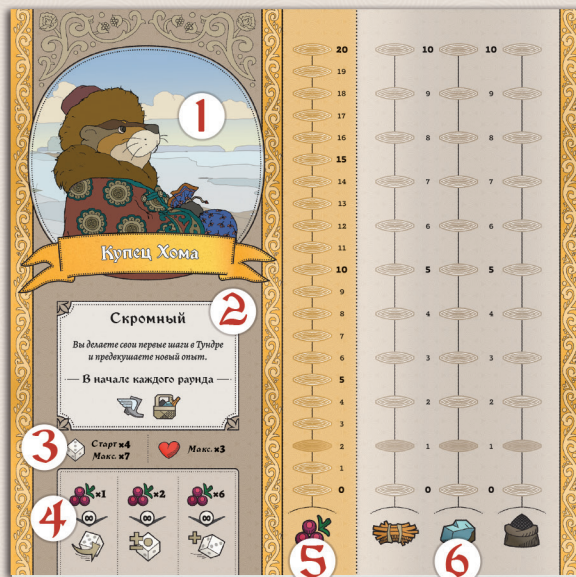 1
Купец Хома
2
Скромный
Вы делаете свои первые шаги в Тундре
и предвкушаете новый опыт.
В начале каждого раунда
3
Старт x4
Макс. x7
Макс. x3
4
x1 x2 x6
∞ ∞ ∞
20 10 10
19
18 9 9
17
16 8 8
15
14 7 7
13
12 6 6
11
10 5 5
9
8 4 4
7
6 3 3
5
4 2 2
3
2 1 1
1
0 0 0
5 6